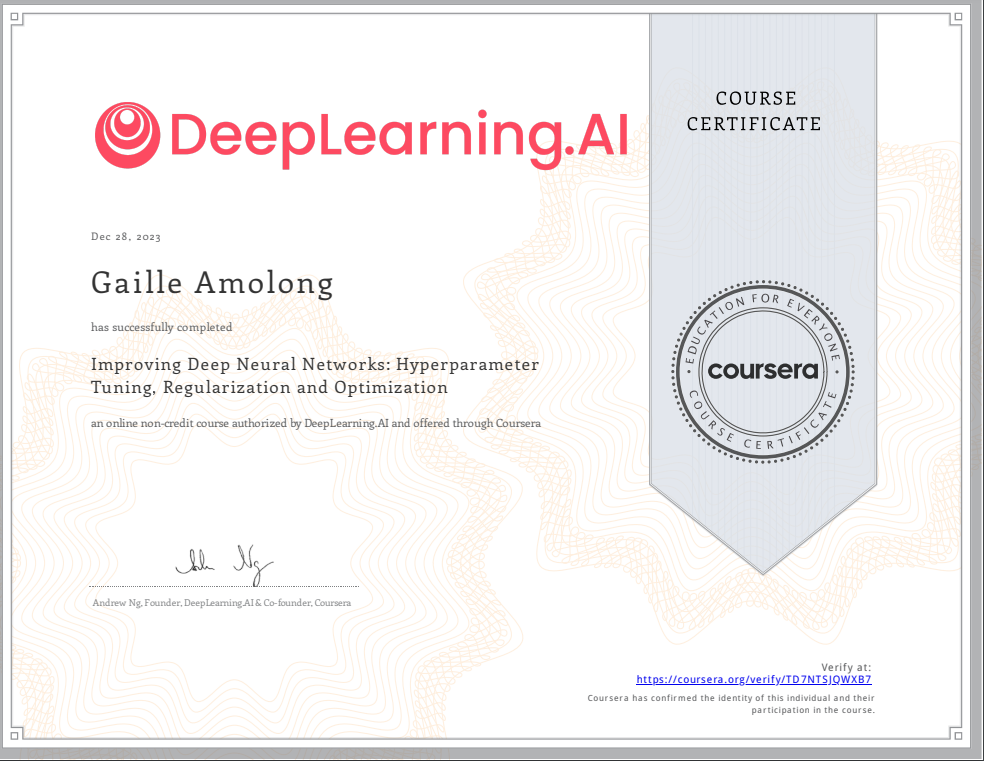 DeepLearning.AI
COURSE
CERTIFICATE
Dec 28, 2023
Gaille Amolong
has successfully completed
Improving Deep Neural Networks: Hyperparameter
Tuning, Regularization and Optimization
an online non-credit course authorized by DeepLearning.AI and offered through Coursera
EDUCATION FOR EVERYONE
coursera
COURSE CERTIFICATE
Andrew Ng, Founder, DeepLearning.AI & Co-founder, Coursera
Verify at:
https://coursera.org/verify/TD7NTSJQWXB7
Coursera has confirmed the identity of this individual and their
participation in the course.